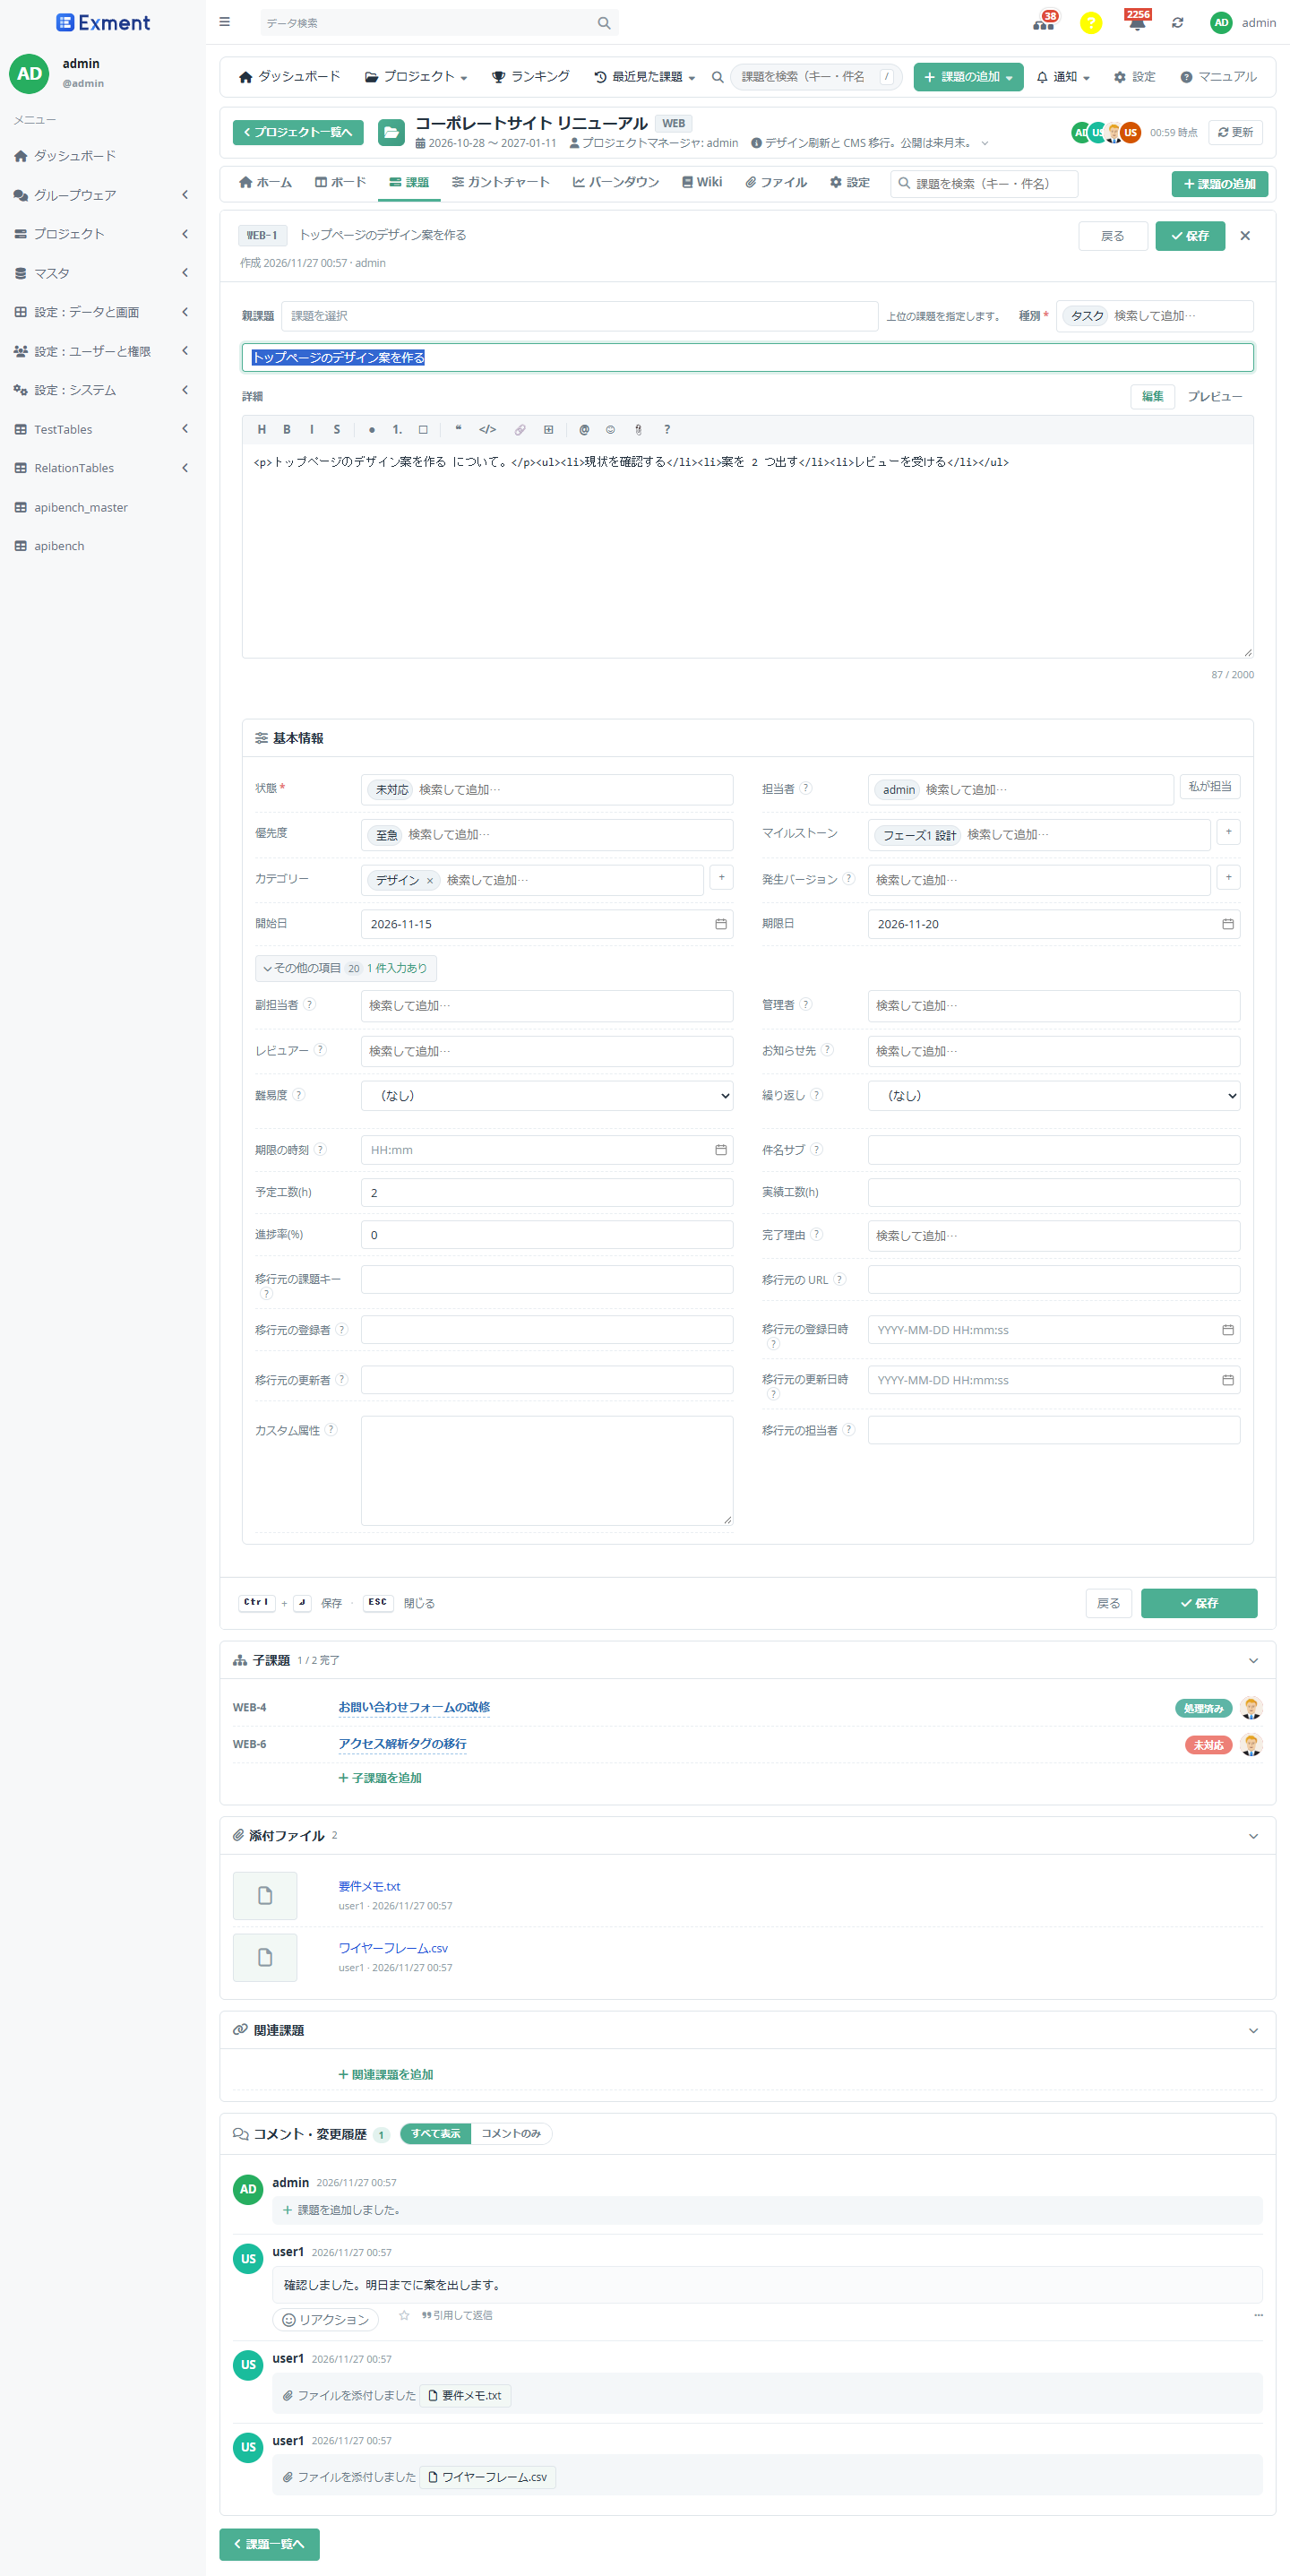 Exment
データ検索
38
?
2256
AD
admin
AD
admin
@admin
メニュー
ダッシュボード
グループウェア
プロジェクト
マスタ
設定：データと画面
設定：ユーザーと権限
設定：システム
TestTables
RelationTables
apibench_master
apibench
ダッシュボード
プロジェクト
ランキング
最近見た課題
課題を検索（キー・件名
/
+ 課題の追加
通知
設定
マニュアル
プロジェクト一覧へ
コーポレートサイト リニューアル
WEB
2026-10-28 〜 2027-01-11
プロジェクトマネージャ: admin
デザイン刷新と CMS 移行。公開は来月末。
US
00:59 時点
更新
ホーム
ボード
課題
ガントチャート
バーンダウン
Wiki
ファイル
設定
課題を検索（キー・件名）
+ 課題の追加
WEB-1
トップページのデザイン案を作る
戻る
保存
×
作成 2026/11/27 00:57 · admin
親課題
課題を選択
上位の課題を指定します。
種別 *
タスク
検索して追加…
トップページのデザイン案を作る
詳細
編集
プレビュー
H B I S ● 1. ☐ ❝ </> 🔗 ⊞ @ ☺ ?
<p>トップページのデザイン案を作る について。</p><ul><li>現状を確認する</li><li>案を 2 つ出す</li><li>レビューを受ける</li></ul>
87 / 2000
基本情報
状態 *
未対応
検索して追加…
担当者 ?
admin
検索して追加…
私が担当
優先度
至急
検索して追加…
マイルストーン
フェーズ1 設計
検索して追加…
+
カテゴリー
デザイン ×
検索して追加…
+
発生バージョン ?
検索して追加…
+
開始日
2026-11-15
期限日
2026-11-20
その他の項目 20 1 件入力あり
副担当者 ?
検索して追加…
管理者 ?
検索して追加…
レビュアー ?
検索して追加…
お知らせ先 ?
検索して追加…
難易度 ?
（なし）
繰り返し ?
（なし）
期限の時刻 ?
HH:mm
件名サブ ?
予定工数(h)
2
実績工数(h)
進捗率(%)
0
完了理由 ?
検索して追加…
移行元の課題キー
?
移行元の URL ?
移行元の登録者 ?
移行元の登録日時
?
YYYY-MM-DD HH:mm:ss
移行元の更新者 ?
移行元の更新日時
?
YYYY-MM-DD HH:mm:ss
カスタム属性 ?
移行元の担当者 ?
Ctrl + ↲ 保存 · ESC 閉じる
戻る
保存
子課題 1 / 2 完了
WEB-4
お問い合わせフォームの改修
処理済み
WEB-6
アクセス解析タグの移行
未対応
+ 子課題を追加
添付ファイル 2
要件メモ.txt
user1 · 2026/11/27 00:57
ワイヤーフレーム.csv
user1 · 2026/11/27 00:57
関連課題
+ 関連課題を追加
コメント・変更履歴 1
すべて表示
コメントのみ
AD
admin 2026/11/27 00:57
+ 課題を追加しました。
US
user1 2026/11/27 00:57
確認しました。明日までに案を出します。
リアクション
☆
引用して返信
…
US
user1 2026/11/27 00:57
ファイルを添付しました
要件メモ.txt
US
user1 2026/11/27 00:57
ファイルを添付しました
ワイヤーフレーム.csv
課題一覧へ